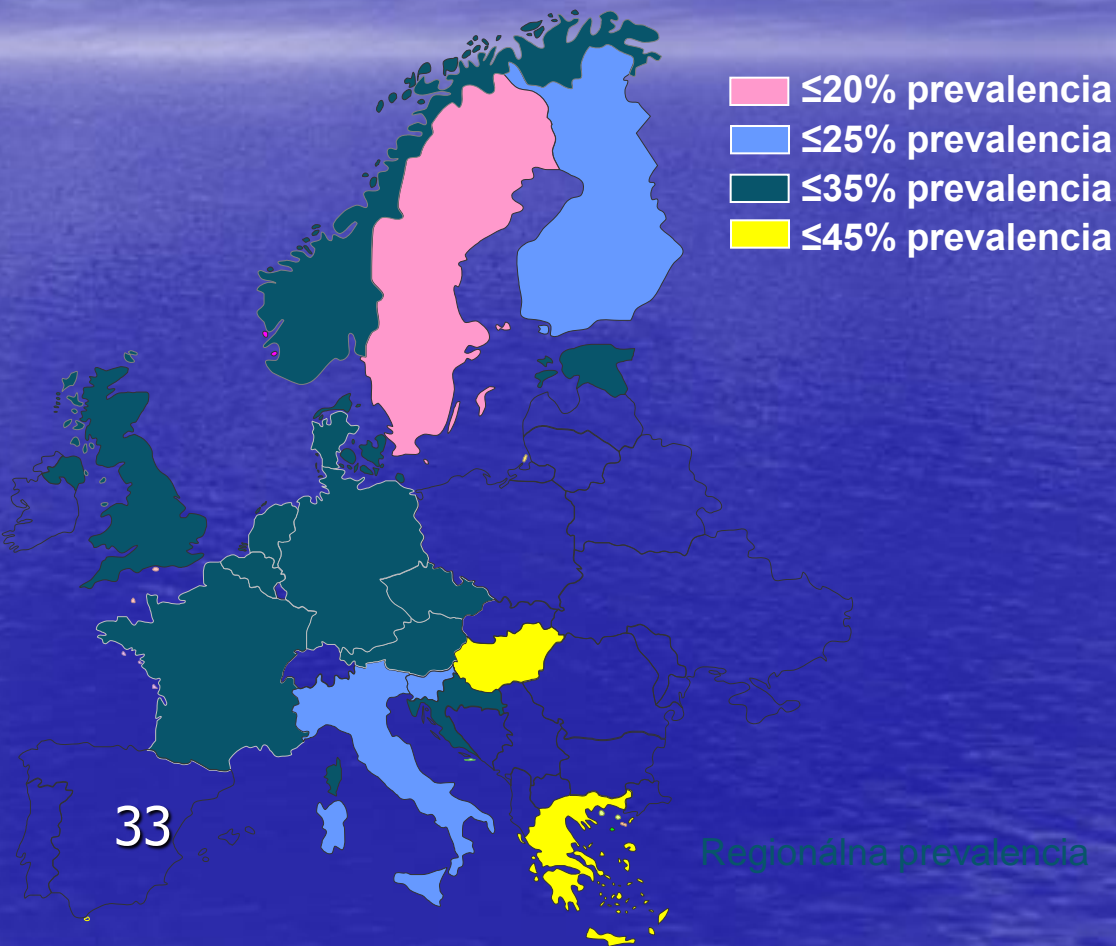 ≤20% prevalencia
≤25% prevalencia
≤35% prevalencia
≤45% prevalencia
33
Regionálna prevalencia